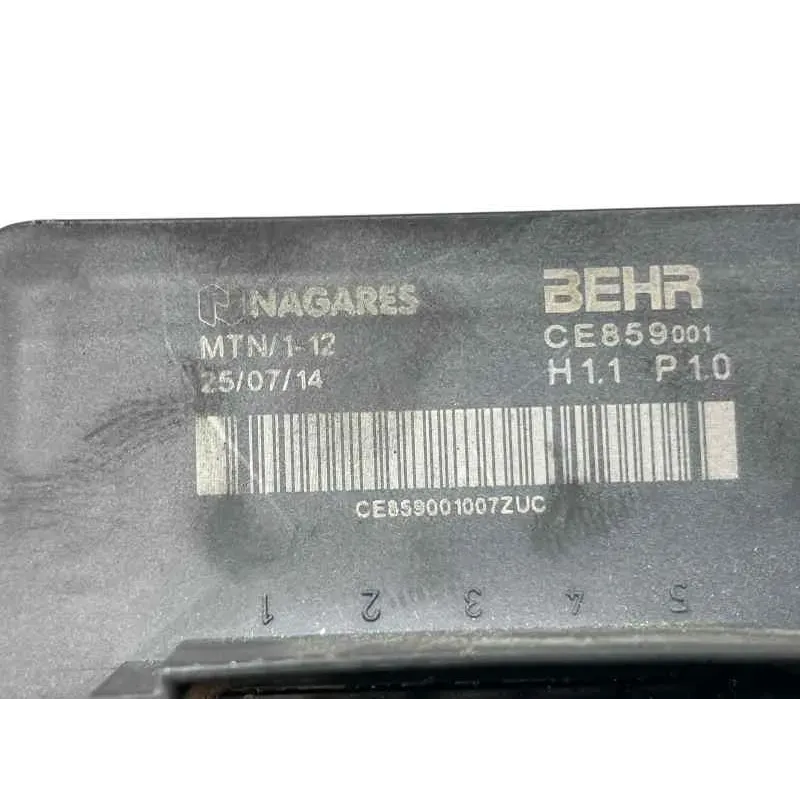 NAGARES
MTN/1-12
25/07/14
BEHR
CE859001
H1.1 P1.0
CE859001007ZUC
1 2 3 4 5